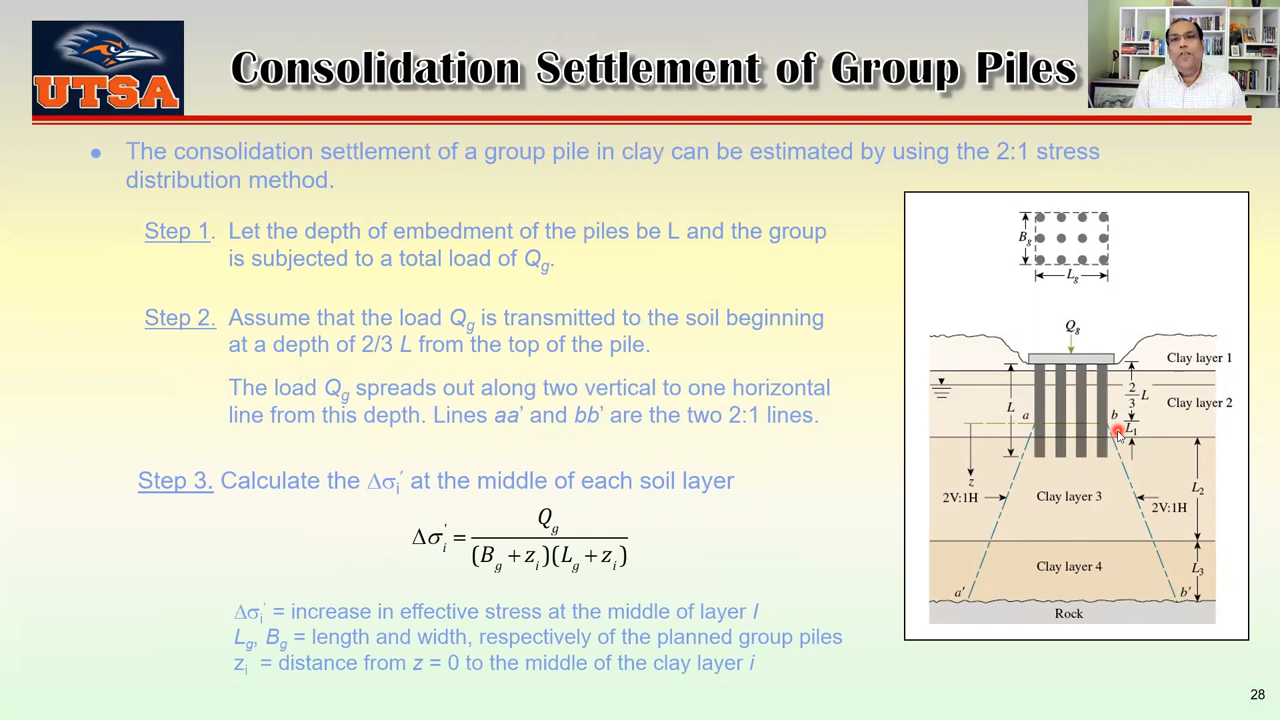 UTSA
Consolidation Settlement of Group Piles
• The consolidation settlement of a group pile in clay can be estimated by using the 2:1 stress
distribution method.
Step 1. Let the depth of embedment of the piles be L and the group
is subjected to a total load of Qg.
Step 2. Assume that the load Qg is transmitted to the soil beginning
at a depth of 2/3 L from the top of the pile.
The load Qg spreads out along two vertical to one horizontal
line from this depth. Lines aa’ and bb’ are the two 2:1 lines.
Step 3. Calculate the Δσi' at the middle of each soil layer
Δσi' = Qg / (Bg + zi)(Lg + zi)
Δσi' = increase in effective stress at the middle of layer I
Lg, Bg = length and width, respectively of the planned group piles
zi = distance from z = 0 to the middle of the clay layer i
Bg
Lg
Qg
Clay layer 1
2/3 L
L
Clay layer 2
a
b
L1
z
L2
2V:1H
Clay layer 3
2V:1H
Clay layer 4
L3
a'
b'
Rock
28